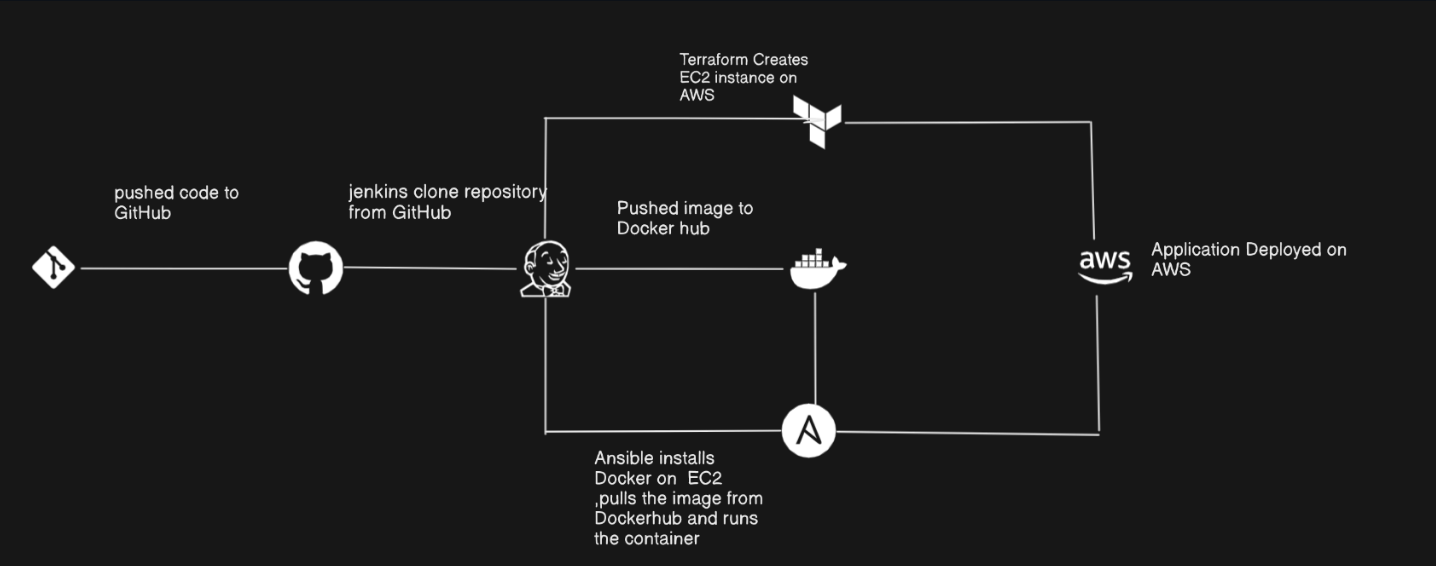 Terraform Creates
EC2 instance on
AWS
pushed code to
GitHub
jenkins clone repository
from GitHub
Pushed image to
Docker hub
aws
Application Deployed on
AWS
Ansible installs
Docker on  EC2
,pulls the image from
Dockerhub and runs
the container